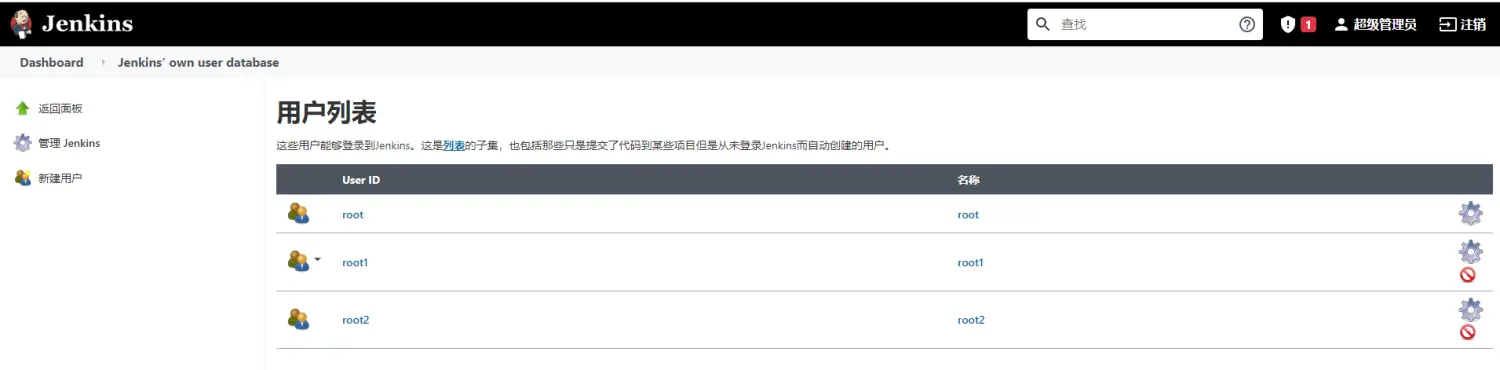 Jenkins
查找
1
超级管理员
注销
Dashboard
Jenkins’ own user database
返回面板
管理 Jenkins
新建用户
用户列表
这些用户能够登录到Jenkins。这是列表的子集，也包括那些只是提交了代码到某些项目但是从未登录Jenkins而自动创建的用户。
User ID 名称
root root
root1 root1
root2 root2